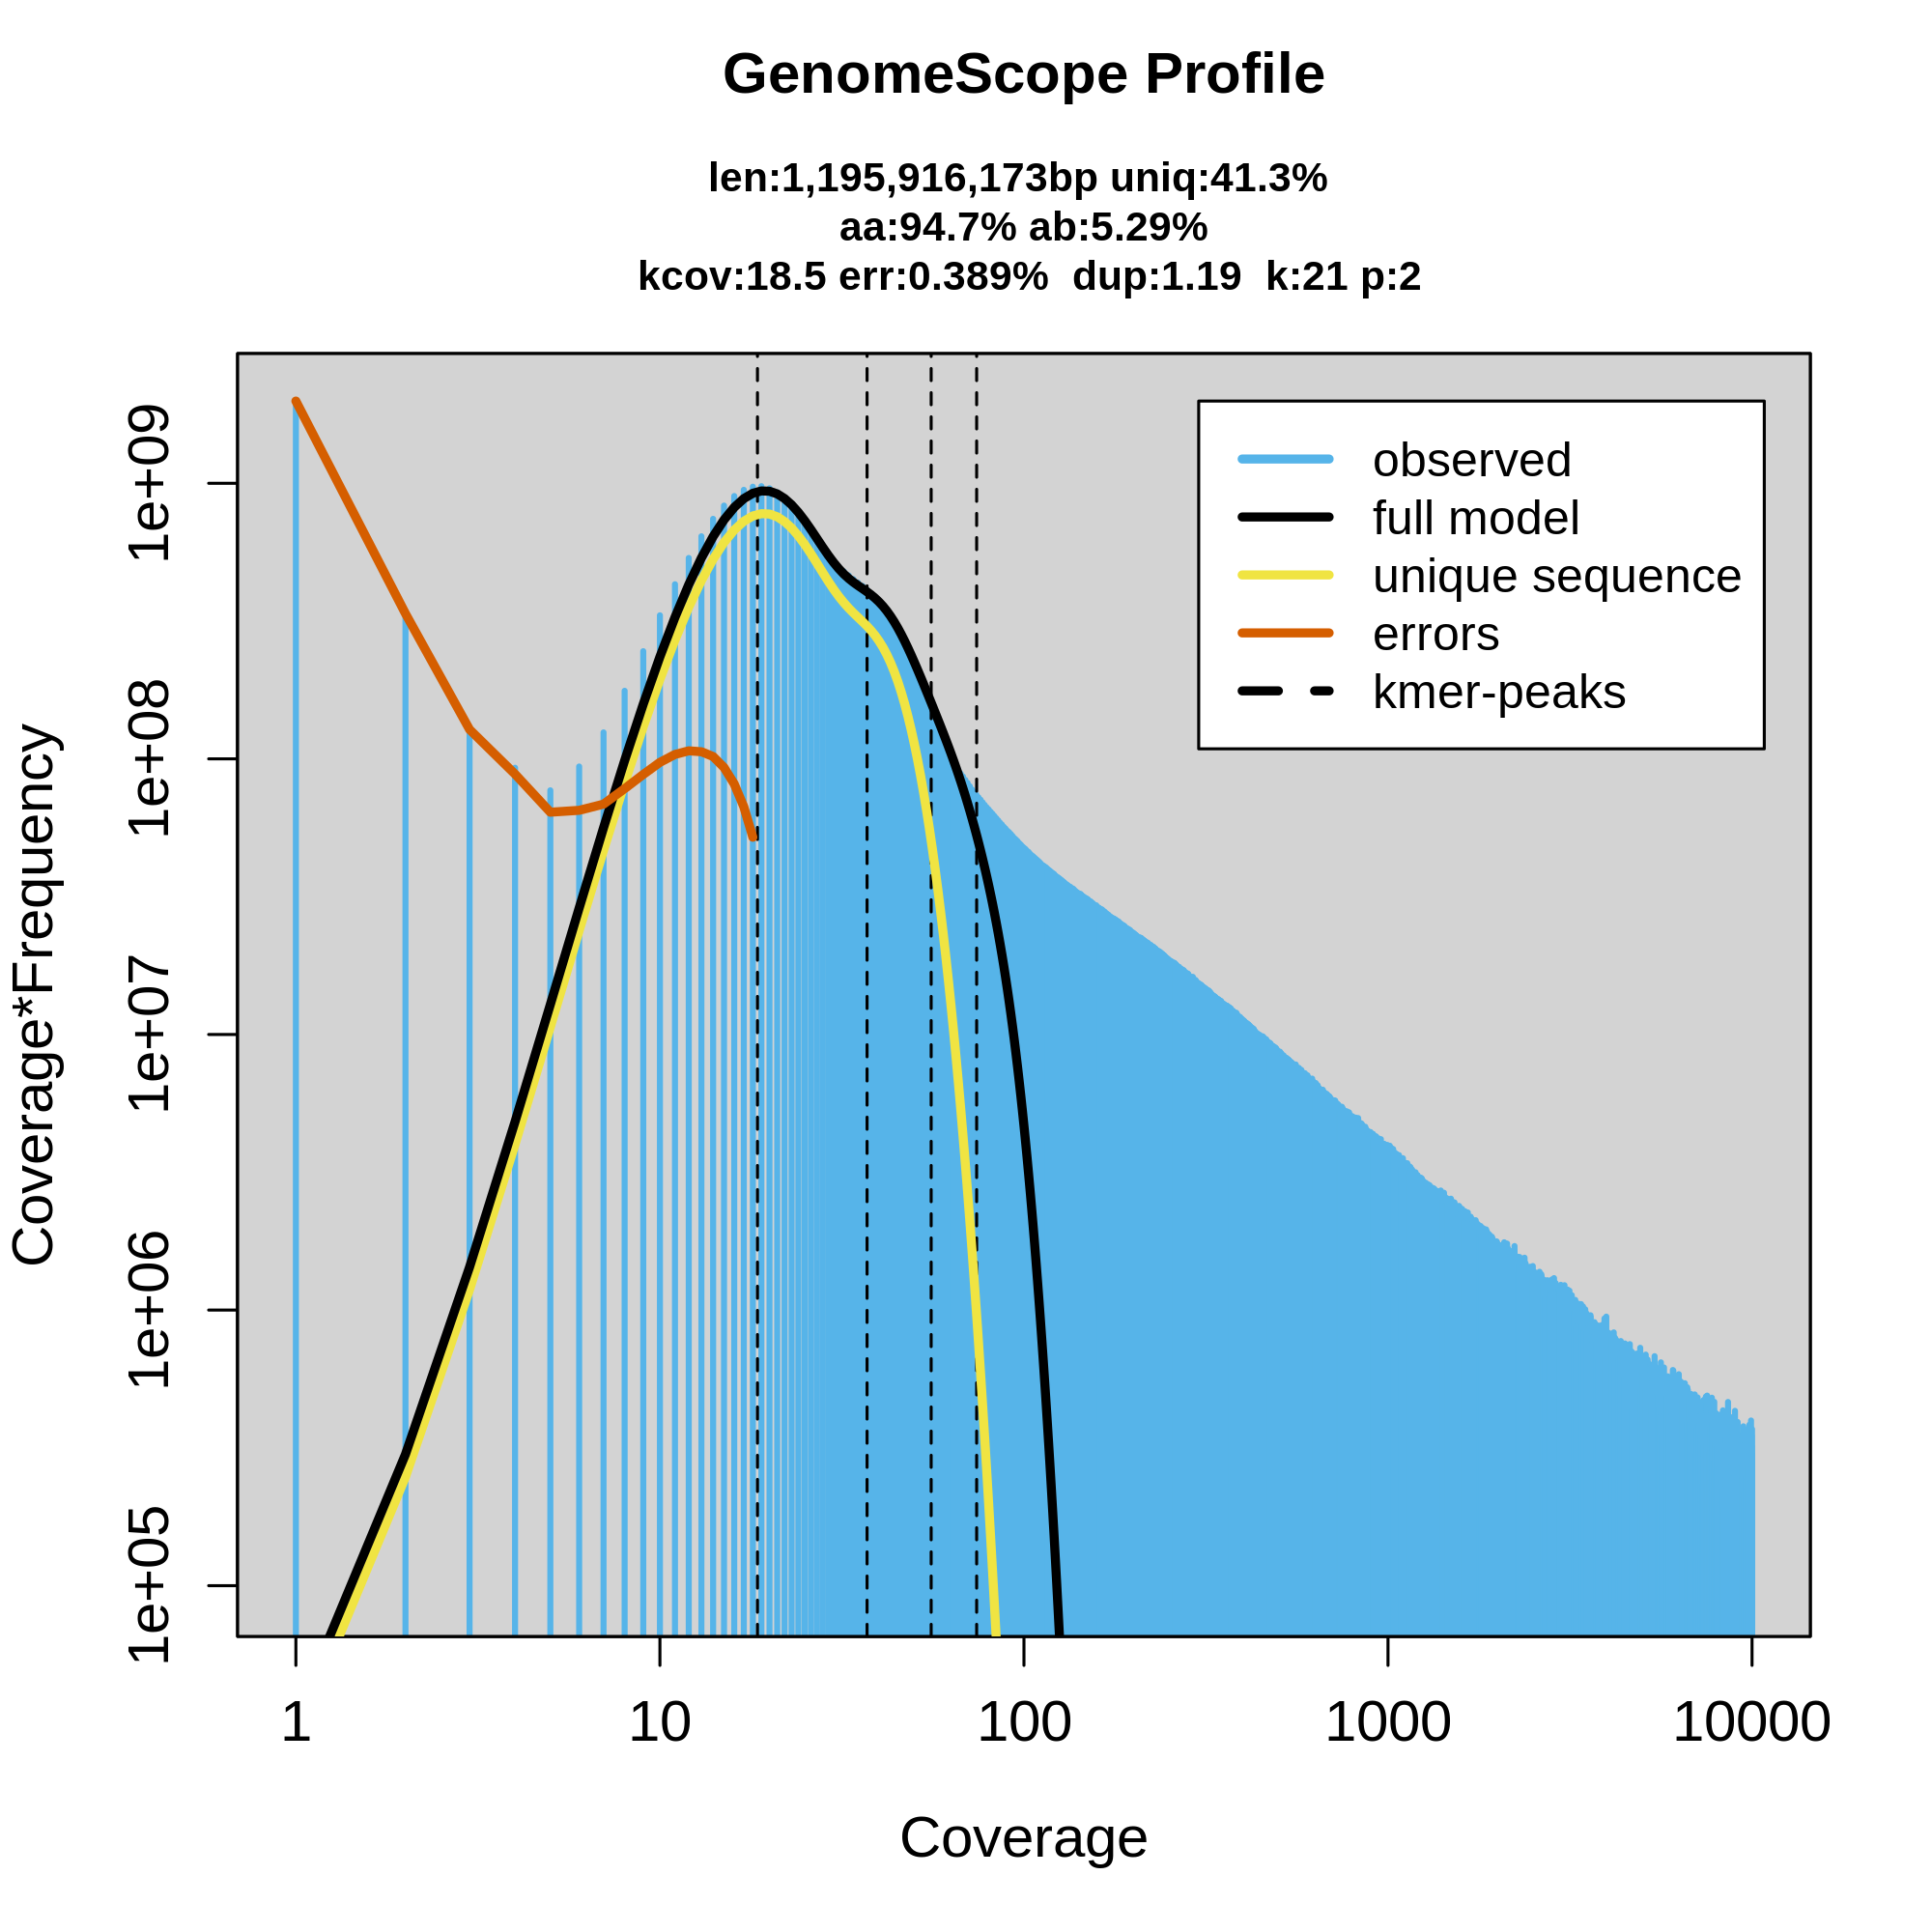 GenomeScope Profile
len:1,195,916,173bp uniq:41.3%
aa:94.7% ab:5.29%
kcov:18.5 err:0.389% dup:1.19 k:21 p:2
observed
full model
unique sequence
errors
kmer-peaks
Coverage*Frequency
1e+09
1e+08
1e+07
1e+06
1e+05
1 10 100 1000 10000
Coverage